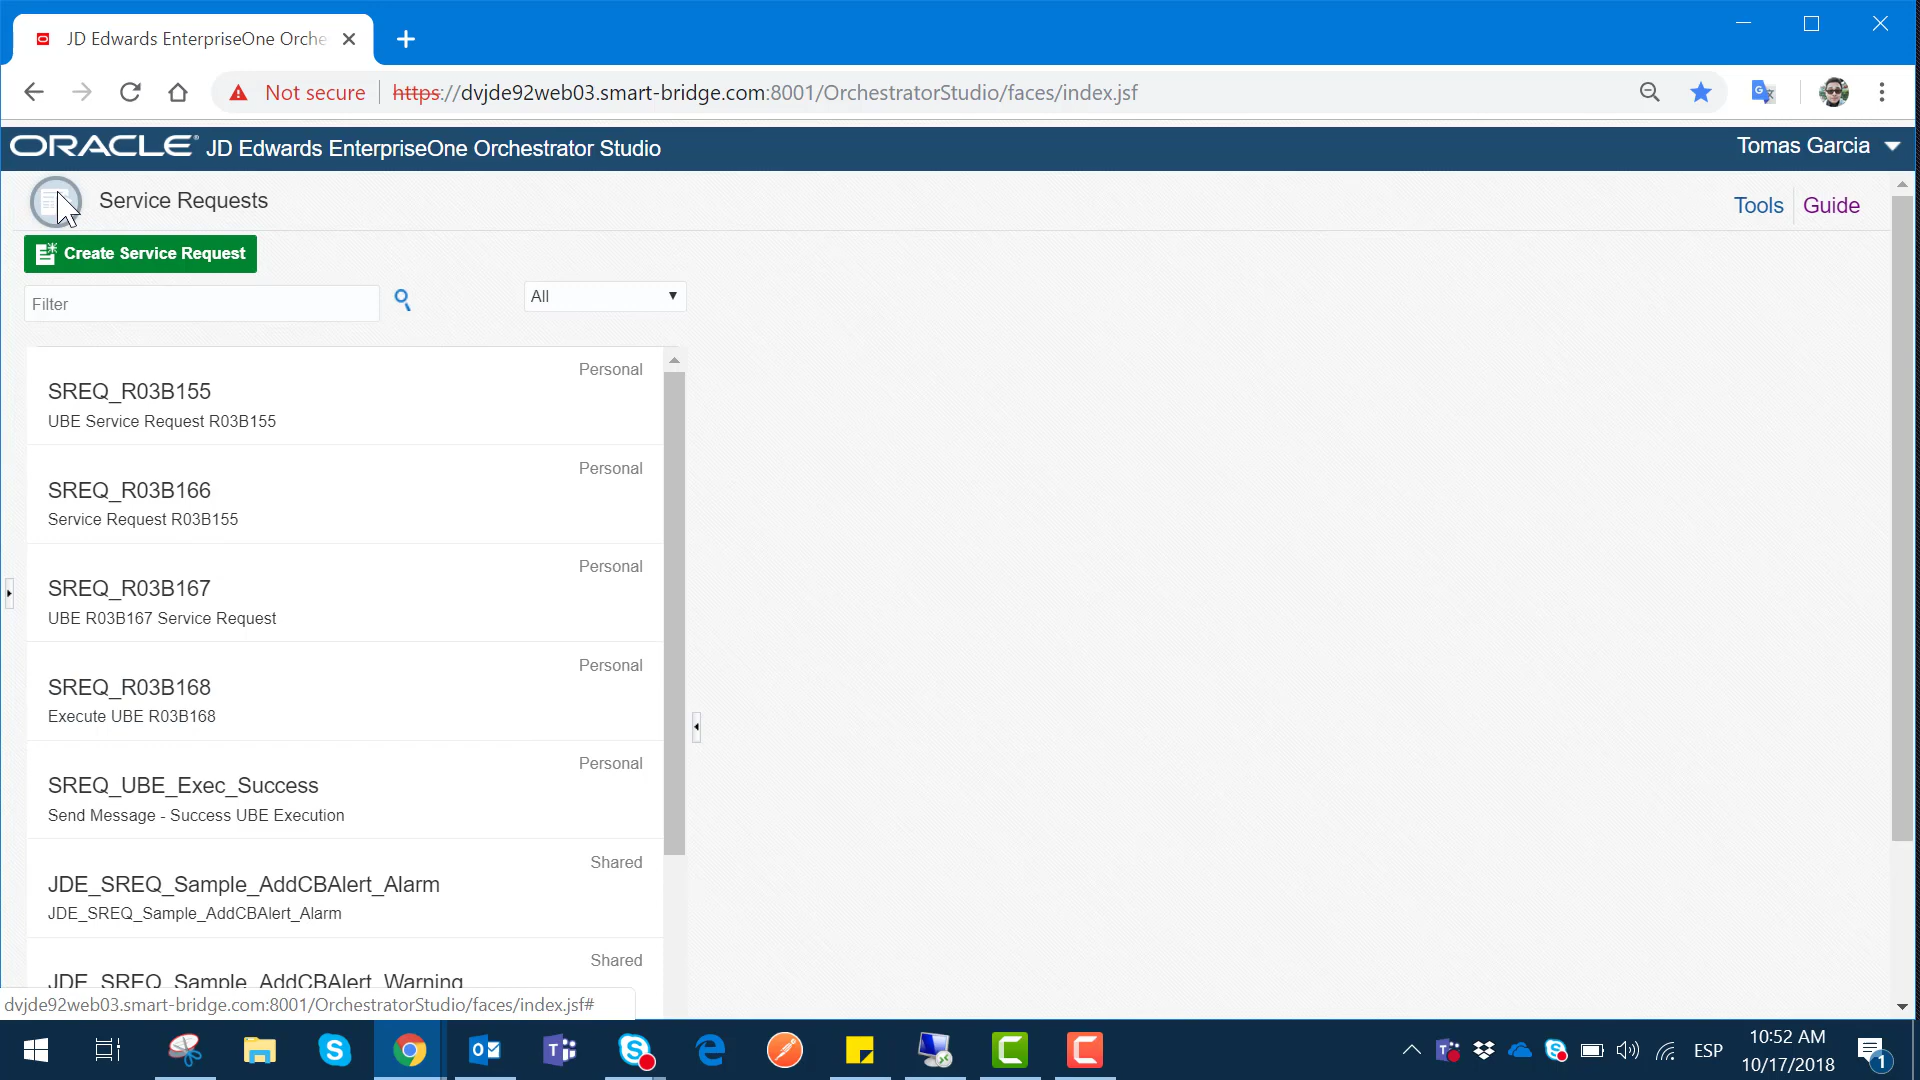 JD Edwards EnterpriseOne Orche
Not secure
https://dvjde92web03.smart-bridge.com:8001/OrchestratorStudio/faces/index.jsf
ORACLE® JD Edwards EnterpriseOne Orchestrator Studio
Tomas Garcia
Service Requests
Tools
Guide
Create Service Request
Filter
All
Personal
SREQ_R03B155
UBE Service Request R03B155
Personal
SREQ_R03B166
Service Request R03B155
Personal
SREQ_R03B167
UBE R03B167 Service Request
Personal
SREQ_R03B168
Execute UBE R03B168
Personal
SREQ_UBE_Exec_Success
Send Message - Success UBE Execution
Shared
JDE_SREQ_Sample_AddCBAlert_Alarm
JDE_SREQ_Sample_AddCBAlert_Alarm
Shared
JDE_SREQ_Sample_AddCBAlert_Warning
dvjde92web03.smart-bridge.com:8001/OrchestratorStudio/faces/index.jsf#
ESP
10:52 AM
10/17/2018
1